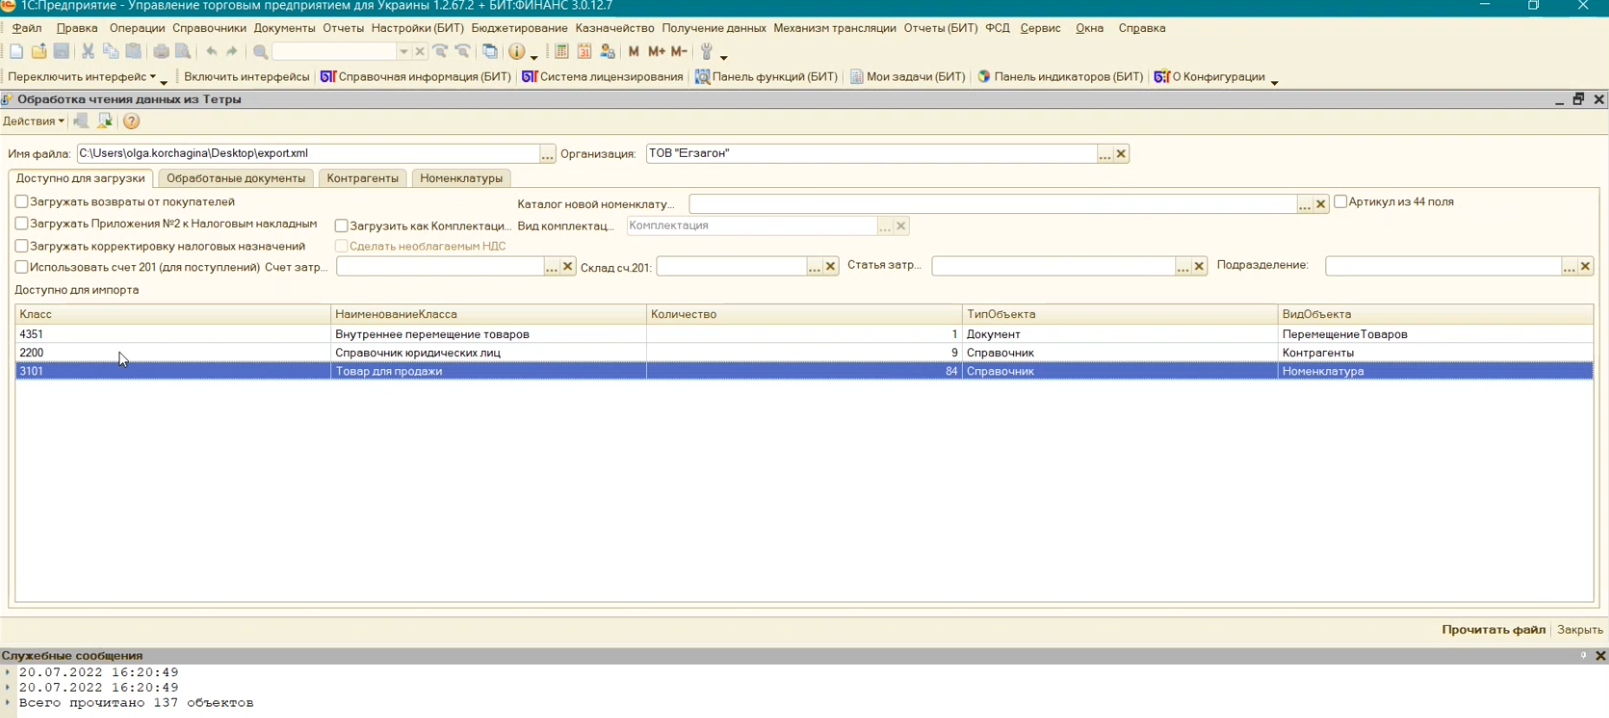 1С:Предприятие - Управление торговым предприятием для Украины 1.2.67.2 + БИТ:ФИНАНС 3.0.12.7
Файл Правка Операции Справочники Документы Отчеты Настройки (БИТ) Бюджетирование Казначейство Получение данных Механизм трансляции Отчеты (БИТ) ФСД Сервис Окна Справка
M M+ M-
Переключить интерфейс Включить интерфейсы БIT Справочная информация (БИТ) БIT Система лицензирования Панель функций (БИТ) Мои задачи (БИТ) Панель индикаторов (БИТ) БIT О Конфигурации
Обработка чтения данных из Тетры
Действия
Имя файла: C:\Users\olga.korchagina\Desktop\export.xml ... Организация: ТОВ "Егзагон" ...
Доступно для загрузки Обработаные документы Контрагенты Номенклатуры
Загружать возвраты от покупателей Каталог новой номенклату... ... Артикул из 44 поля
Загружать Приложения №2 к Налоговым накладным Загрузить как Комплектаци... Вид комплектац... Комплектация ...
Загружать корректировку налоговых назначений Сделать необлагаемым НДС
Использовать счет 201 (для поступлений) Счет затр... ... Склад сч.201: ... Статья затр... ... Подразделение: ...
Доступно для импорта
Класс НаименованиеКласса Количество ТипОбъекта ВидОбъекта
4351 Внутреннее перемещение товаров 1 Документ ПеремещениеТоваров
2200 Справочник юридических лиц 9 Справочник Контрагенты
3101 Товар для продажи 84 Справочник Номенклатура
Прочитать файл Закрыть
Служебные сообщения
20.07.2022 16:20:49
20.07.2022 16:20:49
Всего прочитано 137 объектов